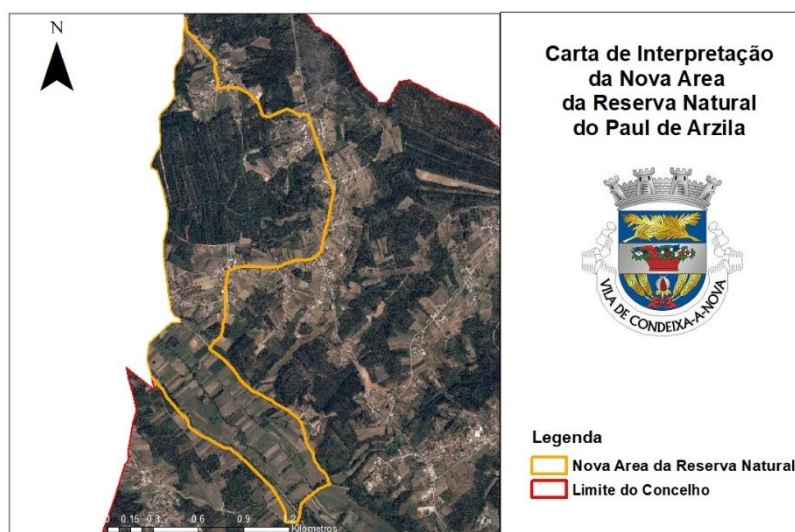 N
Carta de Interpretação
da Nova Area
da Reserva Natural
do Paul de Arzila
VILA DE CONDEIXA-A-NOVA
Legenda
Nova Area da Reserva Natural
Limite do Concelho
0 0.15 0.3 0.6 0.9 1.2
Kilometros